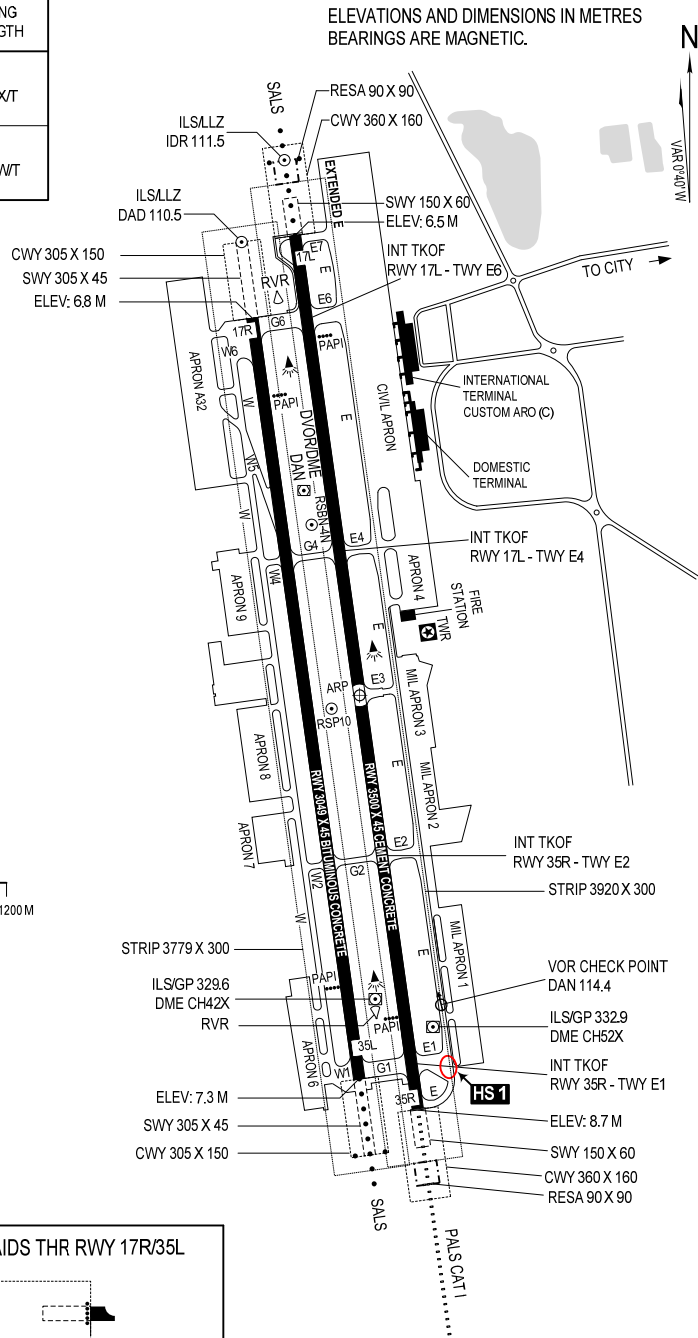 NG
GTH
X/T
W/T
ELEVATIONS AND DIMENSIONS IN METRES
BEARINGS ARE MAGNETIC.
N
VAR 0°40' W
SALS
RESA 90 X 90
ILS/LLZ
IDR 111.5
CWY 360 X 160
EXTENDED E
ILS/LLZ
DAD 110.5
SWY 150 X 60
ELEV: 6.5 M
CWY 305 X 150
SWY 305 X 45
ELEV: 6.8 M
17L
E7
E
INT TKOF
RWY 17L - TWY E6
TO CITY
RVR
E6
G6
17R
W6
PAPI
APRON A32
W
PAPI
E
CIVIL APRON
INTERNATIONAL
TERMINAL
CUSTOM ARO (C)
DVOR/DME
DAN
W5
DOMESTIC
TERMINAL
RSBN-4N
W
G4
E4
INT TKOF
RWY 17L - TWY E4
W4
APRON 4
APRON 9
FIRE
STATION
TWR
E
E3
ARP
RSP10
MIL APRON 3
APRON 8
E
MIL APRON 2
RWY 3049 X 45 BITUMINOUS CONCRETE
RWY 3500 X 45 CEMENT CONCRETE
APRON 7
E2
INT TKOF
RWY 35R - TWY E2
G2
W2
STRIP 3920 X 300
1200 M
W
MIL APRON 1
STRIP 3779 X 300
E
VOR CHECK POINT
DAN 114.4
PAPI
ILS/GP 329.6
DME CH42X
RVR
PAPI
ILS/GP 332.9
DME CH52X
APRON 6
35L
E1
INT TKOF
RWY 35R - TWY E1
W1
G1
E
HS 1
ELEV: 7.3 M
35R
ELEV: 8.7 M
SWY 305 X 45
CWY 305 X 150
SWY 150 X 60
CWY 360 X 160
RESA 90 X 90
SALS
PALS CAT I
AIDS THR RWY 17R/35L